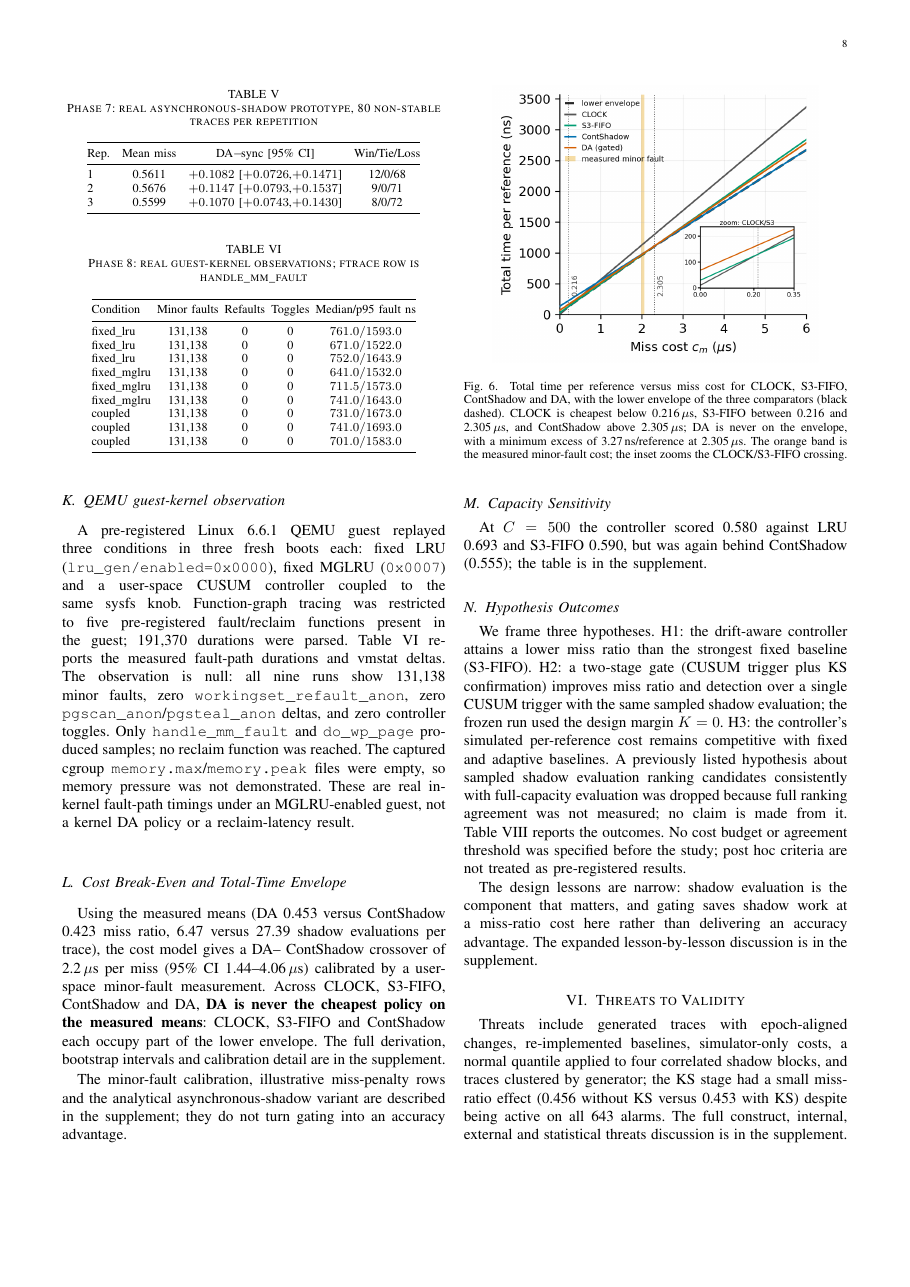 8
TABLE V
PHASE 7: REAL ASYNCHRONOUS-SHADOW PROTOTYPE, 80 NON-STABLE
TRACES PER REPETITION
Rep. Mean miss DA−sync [95% CI] Win/Tie/Loss
1 0.5611 +0.1082 [+0.0726,+0.1471] 12/0/68
2 0.5676 +0.1147 [+0.0793,+0.1537] 9/0/71
3 0.5599 +0.1070 [+0.0743,+0.1430] 8/0/72
TABLE VI
PHASE 8: REAL GUEST-KERNEL OBSERVATIONS; FTRACE ROW IS
HANDLE_MM_FAULT
Condition Minor faults Refaults Toggles Median/p95 fault ns
fixed_lru 131,138 0 0 761.0/1593.0
fixed_lru 131,138 0 0 671.0/1522.0
fixed_lru 131,138 0 0 752.0/1643.9
fixed_mglru 131,138 0 0 641.0/1532.0
fixed_mglru 131,138 0 0 711.5/1573.0
fixed_mglru 131,138 0 0 741.0/1643.0
coupled 131,138 0 0 731.0/1673.0
coupled 131,138 0 0 741.0/1693.0
coupled 131,138 0 0 701.0/1583.0
K. QEMU guest-kernel observation
A pre-registered Linux 6.6.1 QEMU guest replayed
three conditions in three fresh boots each: fixed LRU
(lru_gen/enabled=0x0000), fixed MGLRU (0x0007)
and a user-space CUSUM controller coupled to the
same sysfs knob. Function-graph tracing was restricted
to five pre-registered fault/reclaim functions present in
the guest; 191,370 durations were parsed. Table VI re-
ports the measured fault-path durations and vmstat deltas.
The observation is null: all nine runs show 131,138
minor faults, zero workingset_refault_anon, zero
pgscan_anon/pgsteal_anon deltas, and zero controller
toggles. Only handle_mm_fault and do_wp_page pro-
duced samples; no reclaim function was reached. The captured
cgroup memory.max/memory.peak files were empty, so
memory pressure was not demonstrated. These are real in-
kernel fault-path timings under an MGLRU-enabled guest, not
a kernel DA policy or a reclaim-latency result.
L. Cost Break-Even and Total-Time Envelope
Using the measured means (DA 0.453 versus ContShadow
0.423 miss ratio, 6.47 versus 27.39 shadow evaluations per
trace), the cost model gives a DA– ContShadow crossover of
2.2 µs per miss (95% CI 1.44–4.06 µs) calibrated by a user-
space minor-fault measurement. Across CLOCK, S3-FIFO,
ContShadow and DA, DA is never the cheapest policy on
the measured means: CLOCK, S3-FIFO and ContShadow
each occupy part of the lower envelope. The full derivation,
bootstrap intervals and calibration detail are in the supplement.
The minor-fault calibration, illustrative miss-penalty rows
and the analytical asynchronous-shadow variant are described
in the supplement; they do not turn gating into an accuracy
advantage.
Total time per reference (ns)
3500
3000
2500
2000
1500
1000
500
0
lower envelope
CLOCK
S3-FIFO
ContShadow
DA (gated)
measured minor fault
0.216
2.305
zoom: CLOCK/S3
200
100
0
0.00 0.20 0.35
0 1 2 3 4 5 6
Miss cost cm (µs)
Fig. 6. Total time per reference versus miss cost for CLOCK, S3-FIFO,
ContShadow and DA, with the lower envelope of the three comparators (black
dashed). CLOCK is cheapest below 0.216 µs, S3-FIFO between 0.216 and
2.305 µs, and ContShadow above 2.305 µs; DA is never on the envelope,
with a minimum excess of 3.27 ns/reference at 2.305 µs. The orange band is
the measured minor-fault cost; the inset zooms the CLOCK/S3-FIFO crossing.
M. Capacity Sensitivity
At C = 500 the controller scored 0.580 against LRU
0.693 and S3-FIFO 0.590, but was again behind ContShadow
(0.555); the table is in the supplement.
N. Hypothesis Outcomes
We frame three hypotheses. H1: the drift-aware controller
attains a lower miss ratio than the strongest fixed baseline
(S3-FIFO). H2: a two-stage gate (CUSUM trigger plus KS
confirmation) improves miss ratio and detection over a single
CUSUM trigger with the same sampled shadow evaluation; the
frozen run used the design margin K = 0. H3: the controller's
simulated per-reference cost remains competitive with fixed
and adaptive baselines. A previously listed hypothesis about
sampled shadow evaluation ranking candidates consistently
with full-capacity evaluation was dropped because full ranking
agreement was not measured; no claim is made from it.
Table VIII reports the outcomes. No cost budget or agreement
threshold was specified before the study; post hoc criteria are
not treated as pre-registered results.
The design lessons are narrow: shadow evaluation is the
component that matters, and gating saves shadow work at
a miss-ratio cost here rather than delivering an accuracy
advantage. The expanded lesson-by-lesson discussion is in the
supplement.
VI. THREATS TO VALIDITY
Threats include generated traces with epoch-aligned
changes, re-implemented baselines, simulator-only costs, a
normal quantile applied to four correlated shadow blocks, and
traces clustered by generator; the KS stage had a small miss-
ratio effect (0.456 without KS versus 0.453 with KS) despite
being active on all 643 alarms. The full construct, internal,
external and statistical threats discussion is in the supplement.